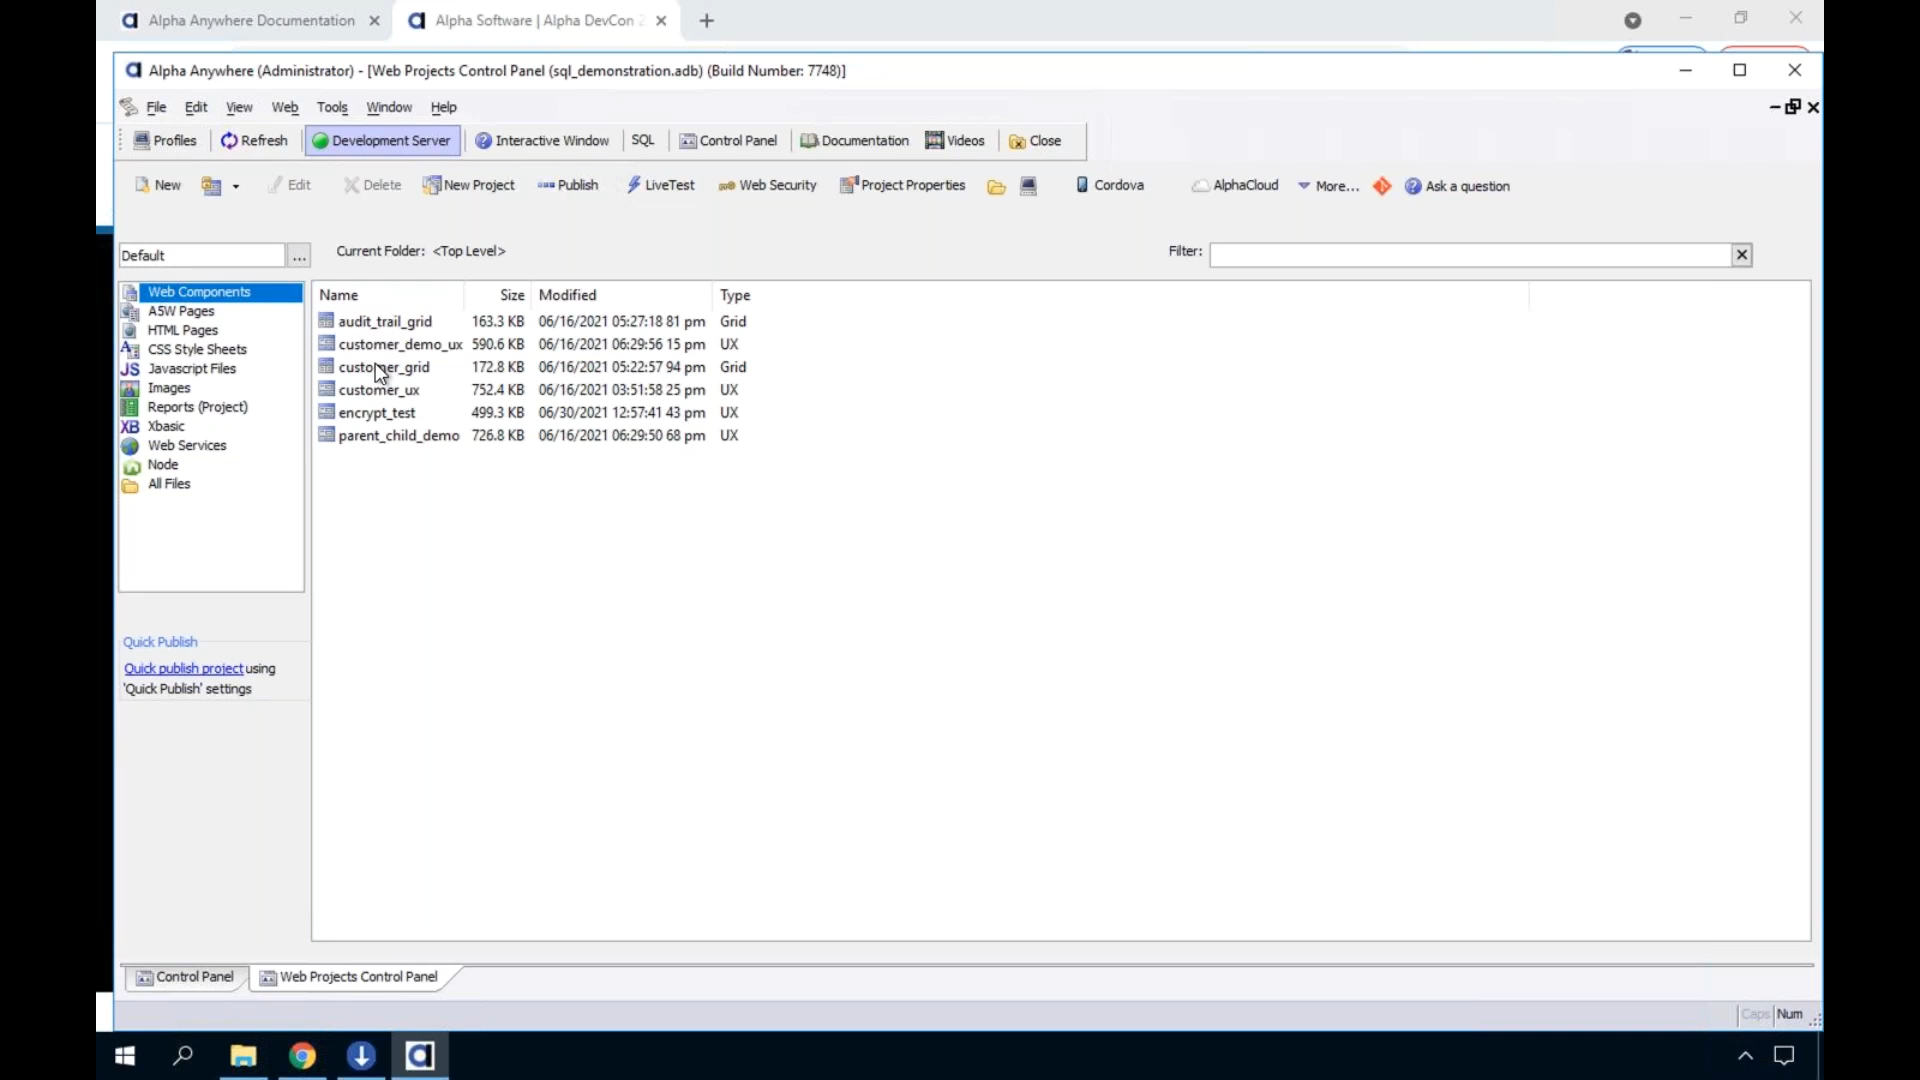 Alpha Anywhere Documentation
Alpha Software | Alpha DevCon 2
Alpha Anywhere (Administrator) - [Web Projects Control Panel (sql_demonstration.adb) (Build Number: 7748)]
File Edit View Web Tools Window Help
Profiles Refresh Development Server Interactive Window SQL Control Panel Documentation Videos Close
New Edit Delete New Project Publish LiveTest Web Security Project Properties Cordova AlphaCloud More... Ask a question
Default ... Current Folder: <Top Level> Filter:
Web Components
A5W Pages
HTML Pages
CSS Style Sheets
JS Javascript Files
Images
Reports (Project)
XB Xbasic
Web Services
Node
All Files
Name Size Modified Type
audit_trail_grid 163.3 KB 06/16/2021 05:27:18 81 pm Grid
customer_demo_ux 590.6 KB 06/16/2021 06:29:56 15 pm UX
customer_grid 172.8 KB 06/16/2021 05:22:57 94 pm Grid
customer_ux 752.4 KB 06/16/2021 03:51:58 25 pm UX
encrypt_test 499.3 KB 06/30/2021 12:57:41 43 pm UX
parent_child_demo 726.8 KB 06/16/2021 06:29:50 68 pm UX
Quick Publish
Quick publish project using
'Quick Publish' settings
Control Panel Web Projects Control Panel
Caps Num